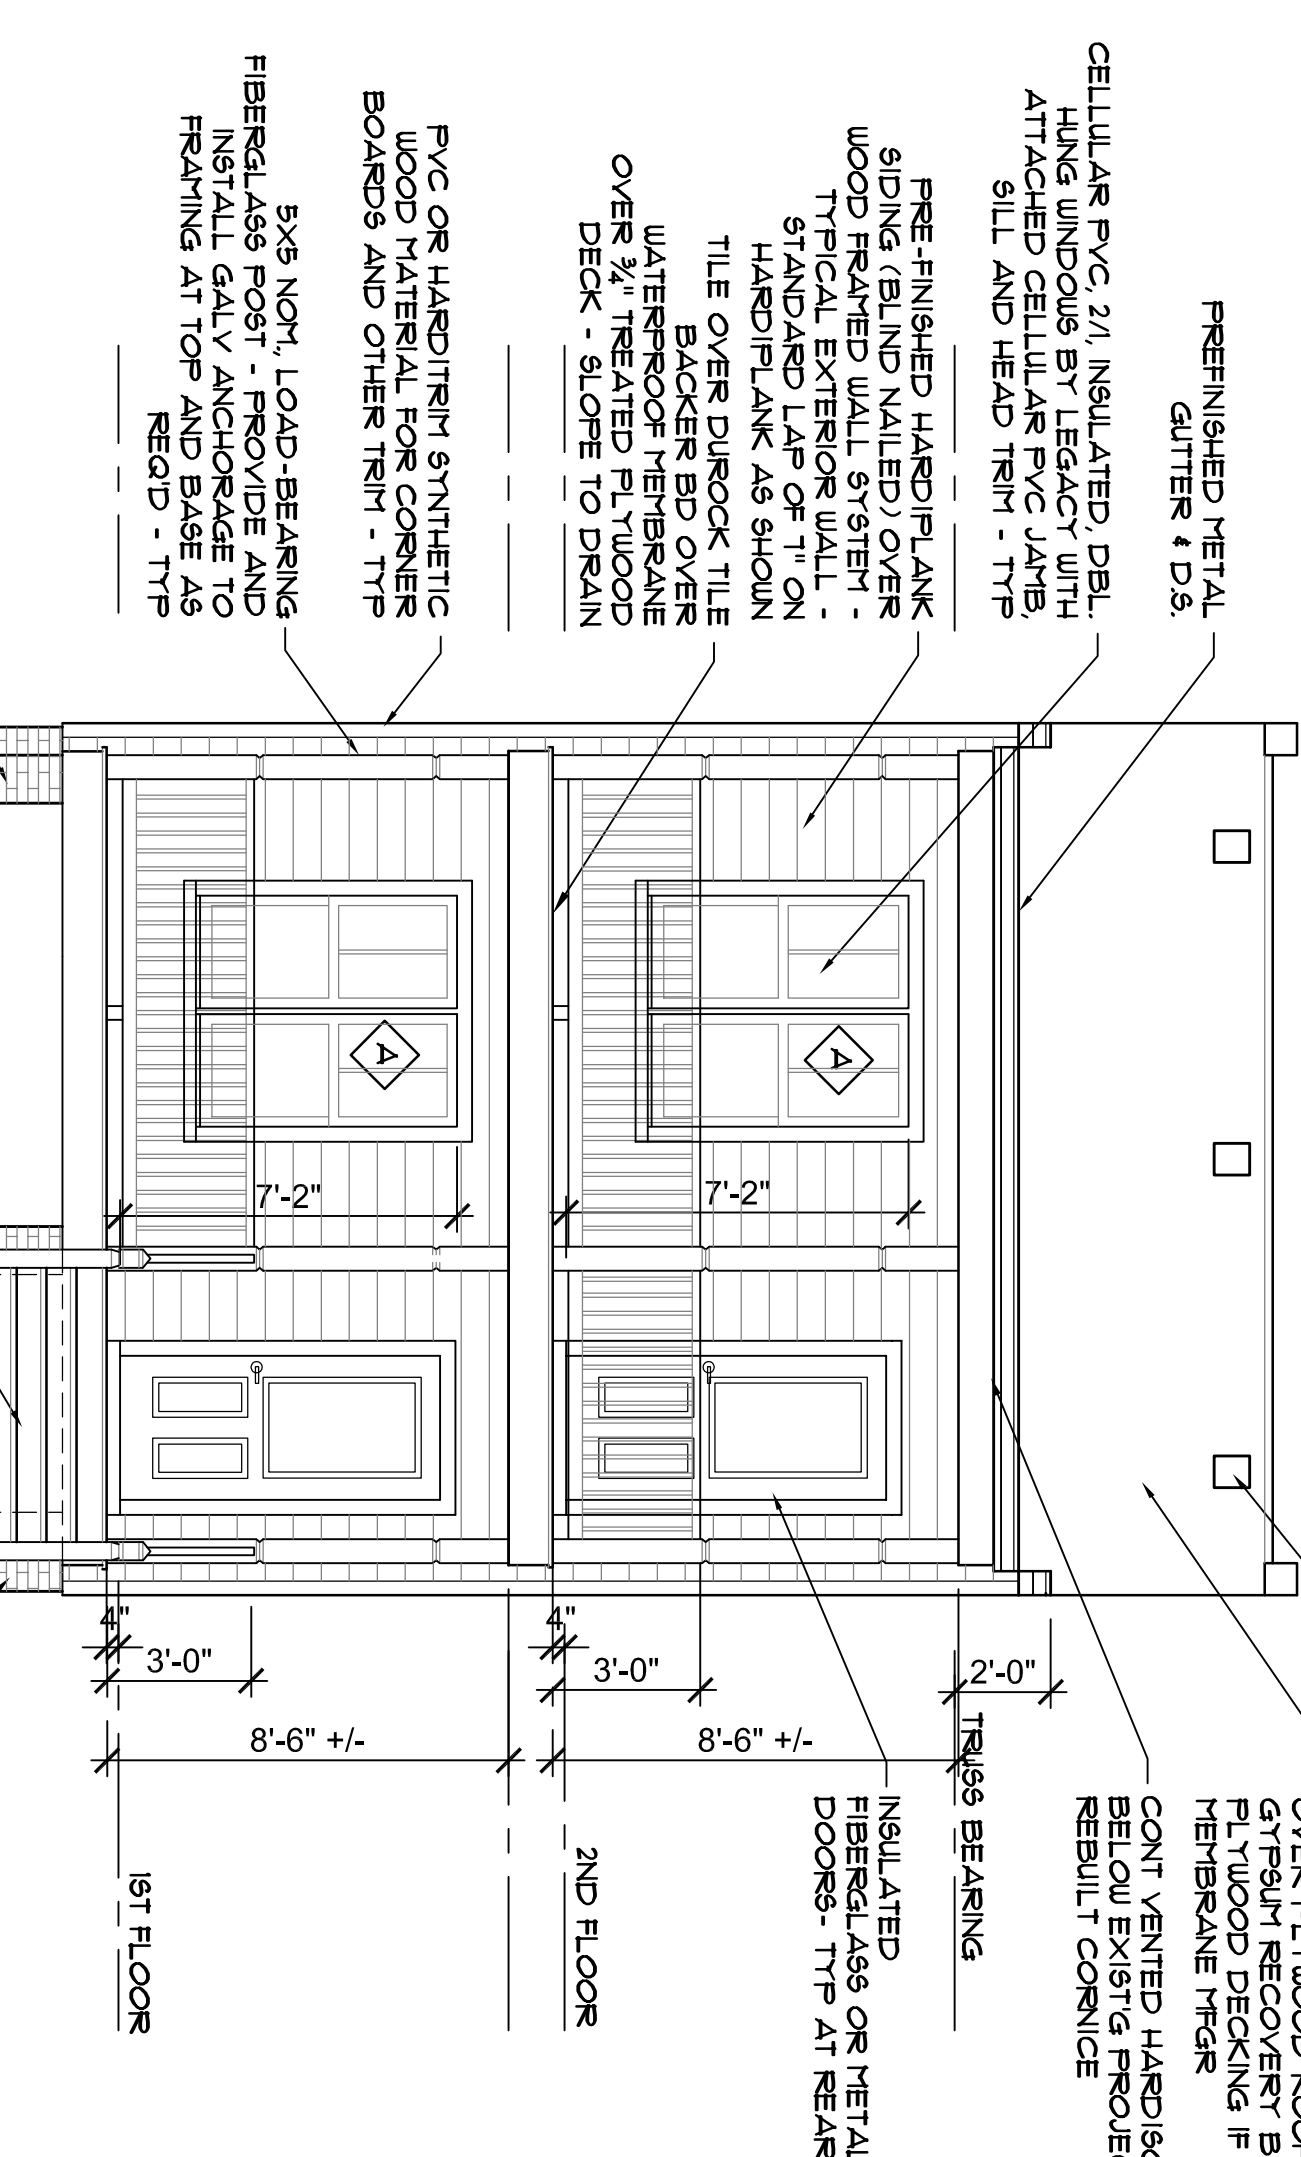 PREFINISHED METAL
GUTTER & D.S.
CELLULAR PVC, 2/1, INSULATED, DBL.
HUNG WINDOWS BY LEGACY WITH
ATTACHED CELLULAR PVC JAMB,
SILL AND HEAD TRIM - TYP
PRE-FINISHED HARDIPLANK
SIDING (BLIND NAILED) OVER
WOOD FRAMED WALL SYSTEM -
TYPICAL EXTERIOR WALL -
STANDARD LAP OF 7" ON
HARDIPLANK AS SHOWN
TILE OVER DUROCK TILE
BACKER BD OVER
WATERPROOF MEMBRANE
OVER ¾" TREATED PLYWOOD
DECK - SLOPE TO DRAIN
PVC OR HARDITRIM SYNTHETIC
WOOD MATERIAL FOR CORNER
BOARDS AND OTHER TRIM - TYP
5X5 NOM., LOAD-BEARING
FIBERGLASS POST - PROVIDE AND
INSTALL GALV ANCHORAGE TO
FRAMING AT TOP AND BASE AS
REQ'D - TYP
A
A
7'-2"
7'-2"
2'-0"
3'-0"
4"
8'-6" +/-
3'-0"
4"
8'-6" +/-
GYPSUM RECOVERY B
PLYWOOD DECKING IF
MEMBRANE MFGR
CONT VENTED HARDISO
BELOW EXIST'G PROJE
REBUILT CORNICE
TRUSS BEARING
INSULATED
FIBERGLASS OR METAL
DOORS- TYP AT REAR
2ND FLOOR
1ST FLOOR